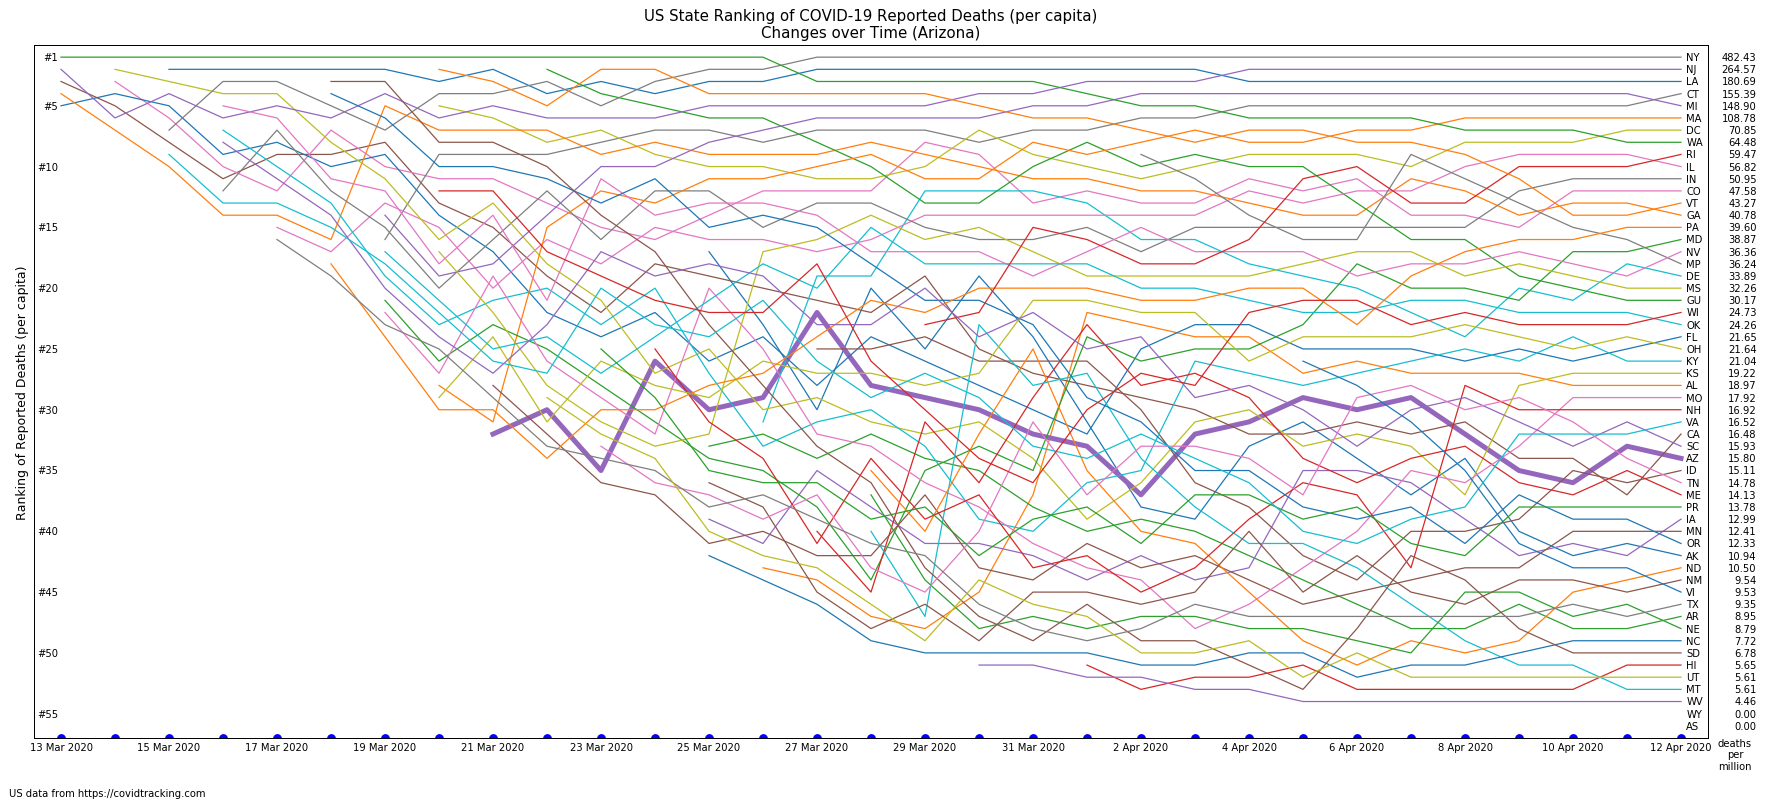 US State Ranking of COVID-19 Reported Deaths (per capita)
Changes over Time (Arizona)
Ranking of Reported Deaths (per capita)
#1
#5
#10
#15
#20
#25
#30
#35
#40
#45
#50
#55
NY 482.43
NJ 264.57
LA 180.69
CT 155.39
MI 148.90
MA 108.78
DC 70.85
WA 64.48
RI 59.47
IL 56.82
IN 50.95
CO 47.58
VT 43.27
GA 40.78
PA 39.60
MD 38.87
NV 36.36
MP 36.24
DE 33.89
MS 32.26
GU 30.17
WI 24.73
OK 24.26
FL 21.65
OH 21.64
KY 21.04
KS 19.22
AL 18.97
MO 17.92
NH 16.92
VA 16.52
CA 16.48
SC 15.93
AZ 15.80
ID 15.11
TN 14.78
ME 14.13
PR 13.78
IA 12.99
MN 12.41
OR 12.33
AK 10.94
ND 10.50
NM 9.54
VI 9.53
TX 9.35
AR 8.95
NE 8.79
NC 7.72
SD 6.78
HI 5.65
UT 5.61
MT 5.61
WV 4.46
WY 0.00
AS 0.00
13 Mar 2020 15 Mar 2020 17 Mar 2020 19 Mar 2020 21 Mar 2020 23 Mar 2020 25 Mar 2020 27 Mar 2020 29 Mar 2020 31 Mar 2020 2 Apr 2020 4 Apr 2020 6 Apr 2020 8 Apr 2020 10 Apr 2020 12 Apr 2020
deaths
per
million
US data from https://covidtracking.com